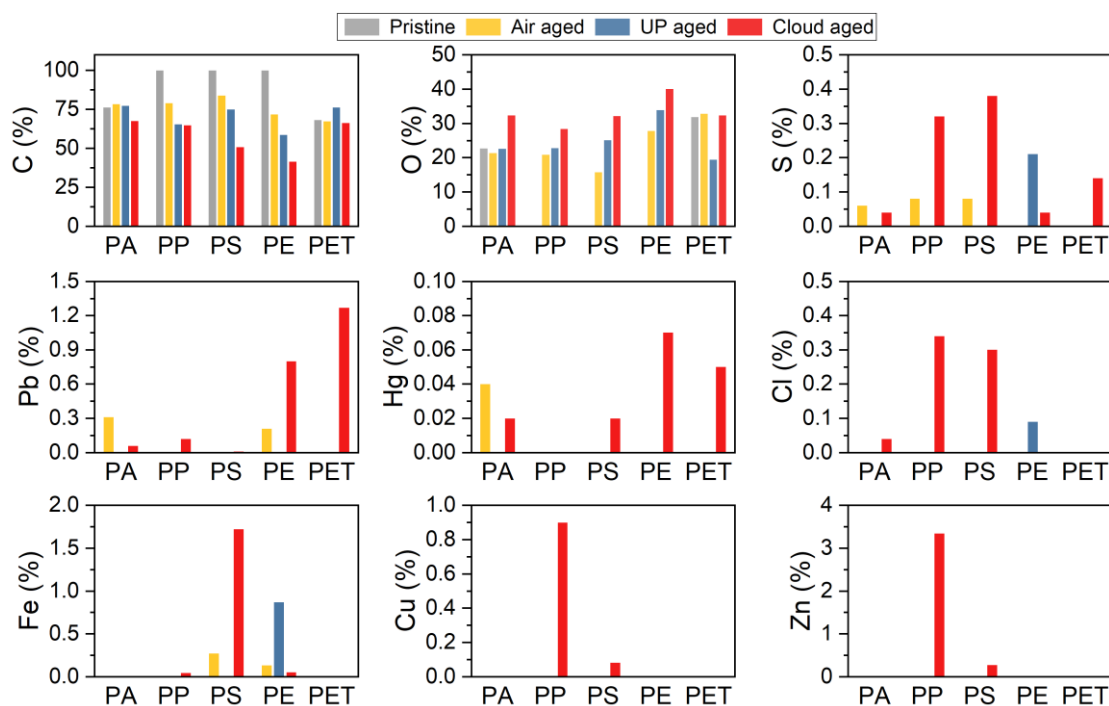 Pristine Air aged UP aged Cloud aged
C (%)
100
75
50
25
0
PA PP PS PE PET
O (%)
50
40
30
20
10
0
PA PP PS PE PET
S (%)
0.5
0.4
0.3
0.2
0.1
0.0
PA PP PS PE PET
Pb (%)
1.5
1.2
0.9
0.6
0.3
0.0
PA PP PS PE PET
Hg (%)
0.10
0.08
0.06
0.04
0.02
0.00
PA PP PS PE PET
Cl (%)
0.5
0.4
0.3
0.2
0.1
0.0
PA PP PS PE PET
Fe (%)
2.0
1.5
1.0
0.5
0.0
PA PP PS PE PET
Cu (%)
1.0
0.8
0.6
0.4
0.2
0.0
PA PP PS PE PET
Zn (%)
4
3
2
1
0
PA PP PS PE PET